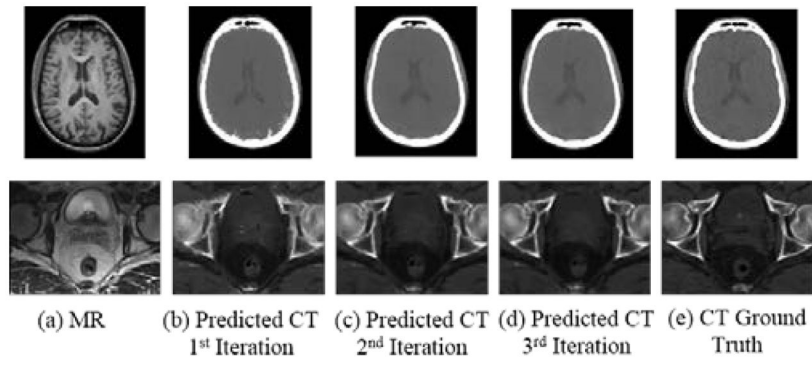 (a) MR
(b) Predicted CT
1st Iteration
(c) Predicted CT
2nd Iteration
(d) Predicted CT
3rd Iteration
(e) CT Ground
Truth